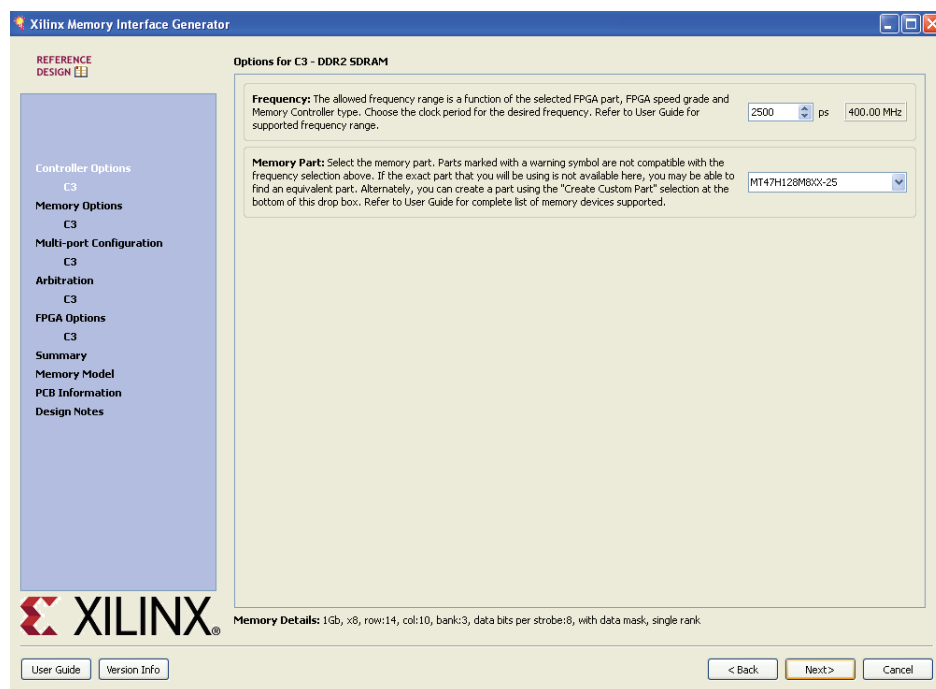 Xilinx Memory Interface Generator
REFERENCE
DESIGN
Options for C3 - DDR2 SDRAM
Frequency: The allowed frequency range is a function of the selected FPGA part, FPGA speed grade and
Memory Controller type. Choose the clock period for the desired frequency. Refer to User Guide for
supported frequency range.
2500 ps 400.00 MHz
Memory Part: Select the memory part. Parts marked with a warning symbol are not compatible with the
frequency selection above. If the exact part that you will be using is not available here, you may be able to
find an equivalent part. Alternately, you can create a part using the "Create Custom Part" selection at the
bottom of this drop box. Refer to User Guide for complete list of memory devices supported.
MT47H128M8XX-25
Controller Options
C3
Memory Options
C3
Multi-port Configuration
C3
Arbitration
C3
FPGA Options
C3
Summary
Memory Model
PCB Information
Design Notes
XILINX®
Memory Details: 1Gb, x8, row:14, col:10, bank:3, data bits per strobe:8, with data mask, single rank
User Guide Version Info < Back Next> Cancel